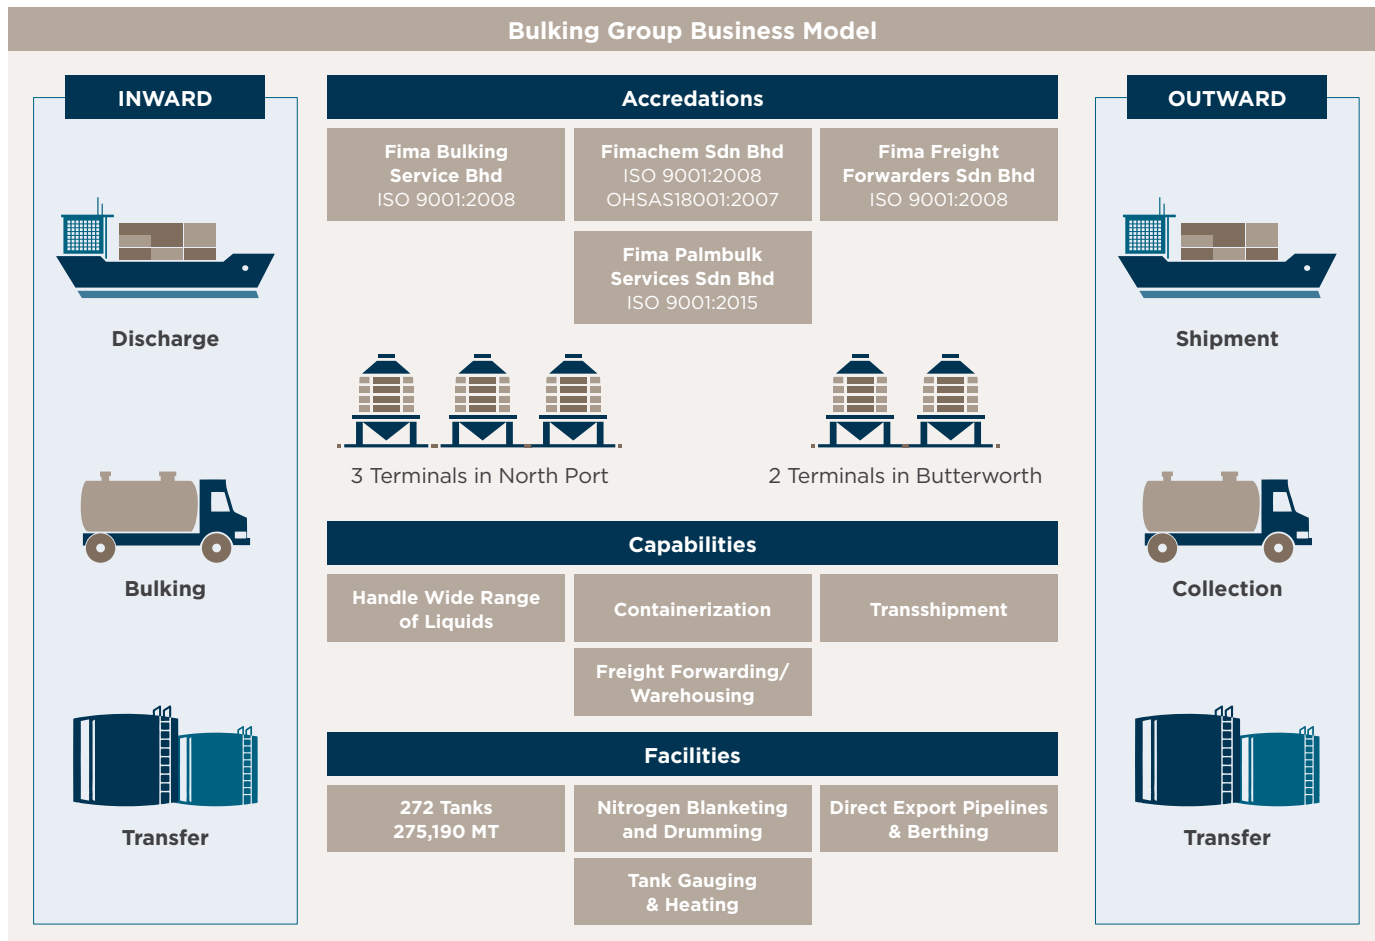 Bulking Group Business Model
INWARD
Discharge
Bulking
Transfer
Accredations
Fima Bulking
Service Bhd
ISO 9001:2008
Fimachem Sdn Bhd
ISO 9001:2008
OHSAS18001:2007
Fima Freight
Forwarders Sdn Bhd
ISO 9001:2008
Fima Palmbulk
Services Sdn Bhd
ISO 9001:2015
3 Terminals in North Port
2 Terminals in Butterworth
Capabilities
Handle Wide Range
of Liquids
Containerization
Transshipment
Freight Forwarding/
Warehousing
Facilities
272 Tanks
275,190 MT
Nitrogen Blanketing
and Drumming
Direct Export Pipelines
& Berthing
Tank Gauging
& Heating
OUTWARD
Shipment
Collection
Transfer